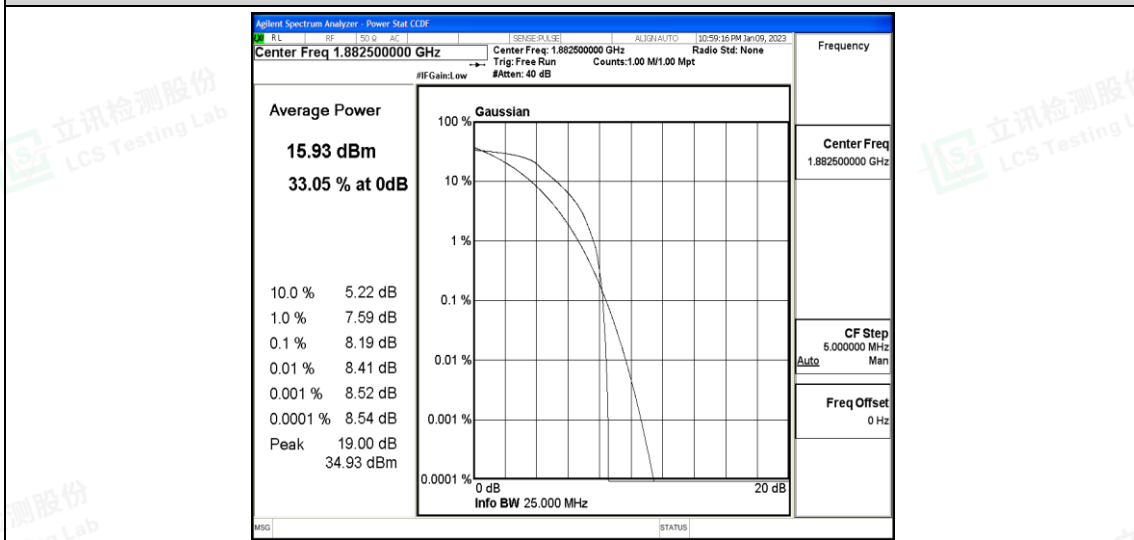 Agilent Spectrum Analyzer - Power Stat CCDF
LXI RL RF 50 Ω AC SENSE:PULSE ALIGNAUTO 10:59:16 PM Jan 09, 2023
Center Freq 1.882500000 GHz
Center Freq: 1.882500000 GHz Radio Std: None
Trig: Free Run Counts:1.00 M/1.00 Mpt
#IFGain:Low #Atten: 40 dB
Frequency
Average Power
15.93 dBm
33.05 % at 0dB
10.0 % 5.22 dB
1.0 % 7.59 dB
0.1 % 8.19 dB
0.01 % 8.41 dB
0.001 % 8.52 dB
0.0001 % 8.54 dB
Peak 19.00 dB
34.93 dBm
Gaussian
100 %
10 %
1 %
0.1 %
0.01 %
0.001 %
0.0001 %
0 dB 20 dB
Info BW 25.000 MHz
Center Freq
1.882500000 GHz
CF Step
5.000000 MHz
Auto Man
Freq Offset
0 Hz
MSG STATUS
立讯检测股份
LCS Testing Lab
立讯检测股份
LCS Testing L
测股份
ng Lab
立